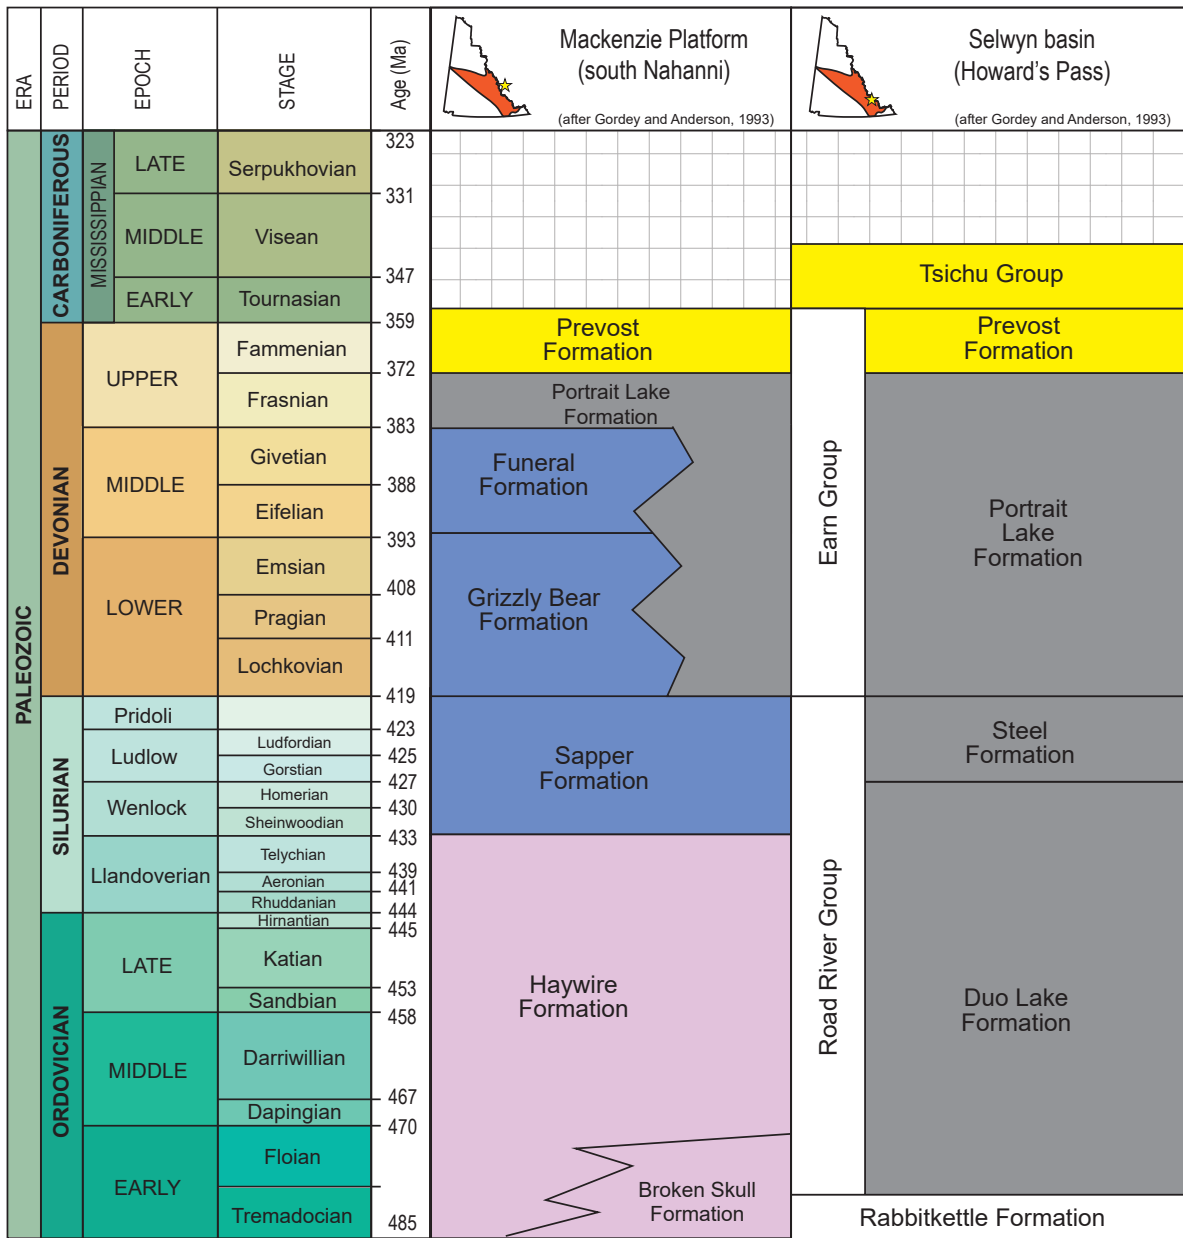 ERA
PERIOD
EPOCH
STAGE
Age (Ma)
Mackenzie Platform
(south Nahanni)
(after Gordey and Anderson, 1993)
Selwyn basin
(Howard's Pass)
(after Gordey and Anderson, 1993)
PALEOZOIC
CARBONIFEROUS
MISSISSIPPIAN
LATE
MIDDLE
EARLY
Serpukhovian
Visean
Tournasian
DEVONIAN
UPPER
MIDDLE
LOWER
Fammenian
Frasnian
Givetian
Eifelian
Emsian
Pragian
Lochkovian
SILURIAN
Pridoli
Ludlow
Wenlock
Llandoverian
Ludfordian
Gorstian
Homerian
Sheinwoodian
Telychian
Aeronian
Rhuddanian
ORDOVICIAN
LATE
MIDDLE
EARLY
Hirnantian
Katian
Sandbian
Darriwillian
Dapingian
Floian
Tremadocian
323
331
347
359
372
383
388
393
408
411
419
423
425
427
430
433
439
441
444
445
453
458
467
470
485
Prevost
Formation
Portrait Lake
Formation
Funeral
Formation
Grizzly Bear
Formation
Sapper
Formation
Haywire
Formation
Broken Skull
Formation
Tsichu Group
Earn Group
Prevost
Formation
Portrait
Lake
Formation
Road River Group
Steel
Formation
Duo Lake
Formation
Rabbitkettle Formation